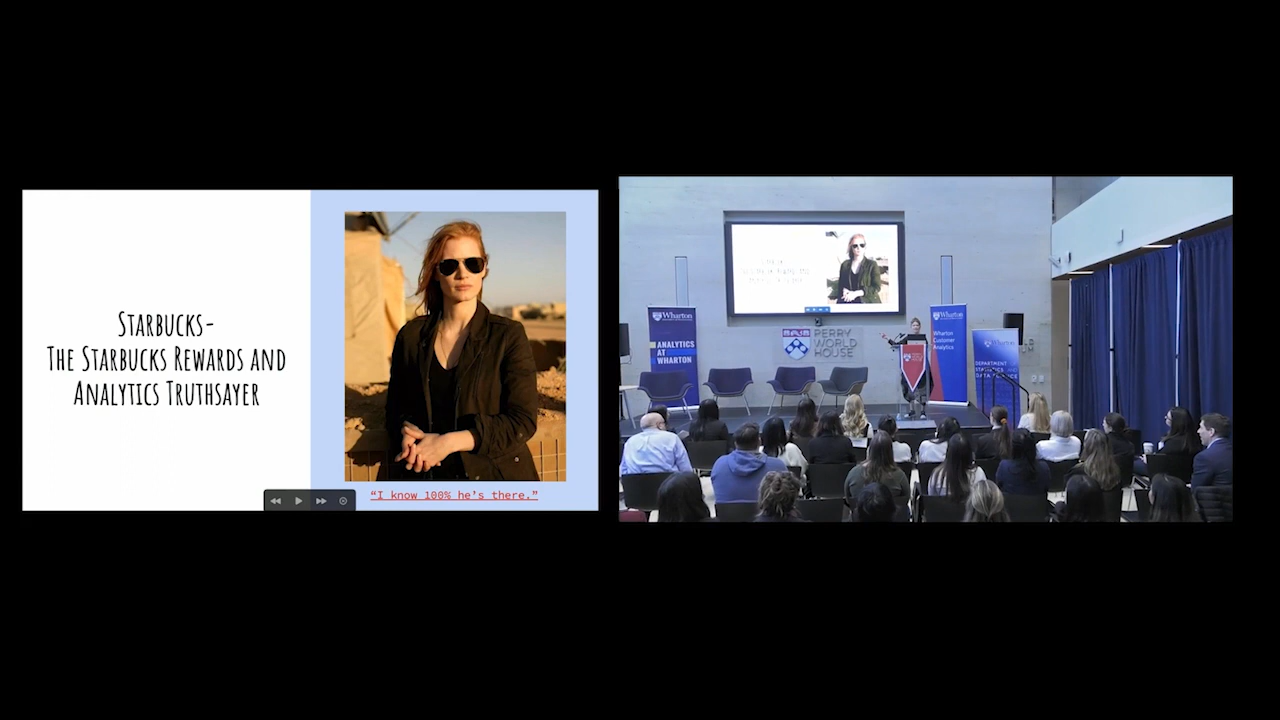 STARBUCKS-
THE STARBUCKS REWARDS AND
ANALYTICS TRUTHSAYER
“I know 100% he’s there.”
Wharton
ANALYTICS
AT
WHARTON
PERRY
WORLD
HOUSE
Wharton
Wharton
Customer
Analytics
Wharton
DEPARTMENT